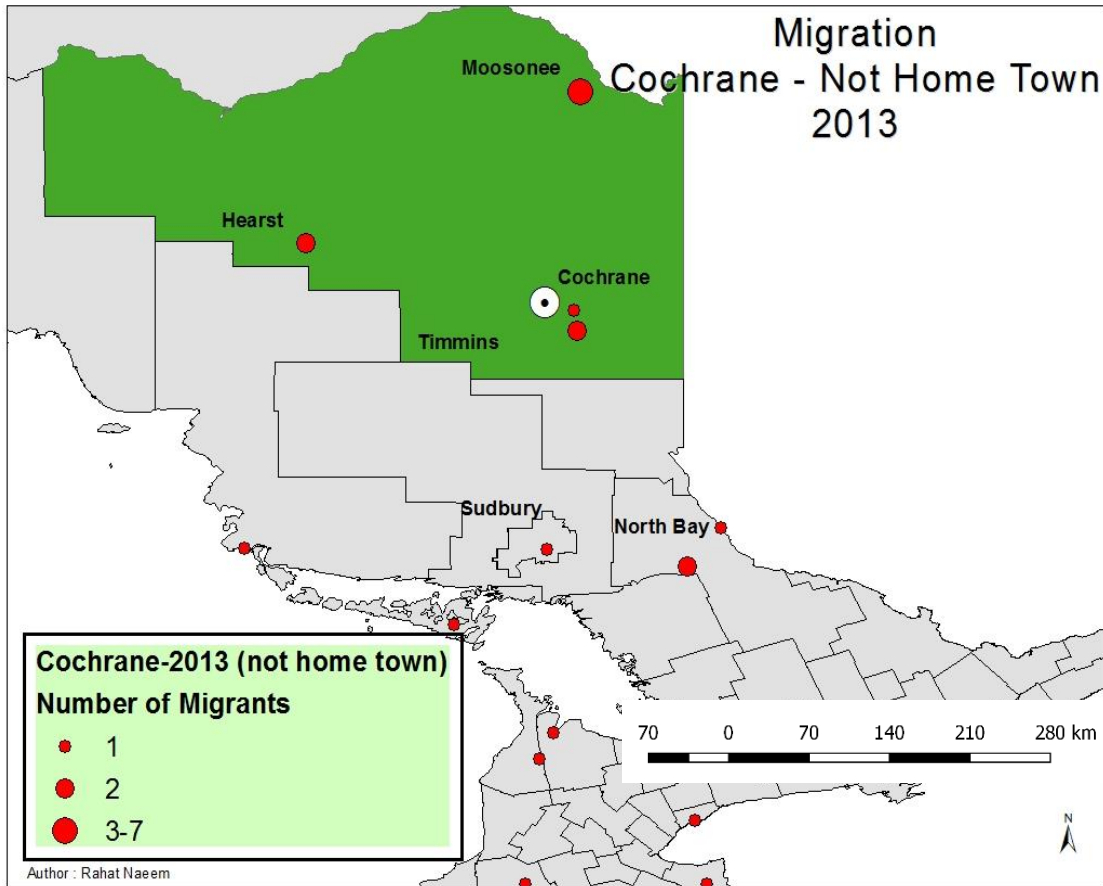 Migration
Cochrane - Not Home Town
2013
Moosonee
Hearst
Cochrane
Timmins
Sudbury
North Bay
Cochrane-2013 (not home town)
Number of Migrants
1
2
3-7
70 0 70 140 210 280 km
N
Author : Rahat Naeem